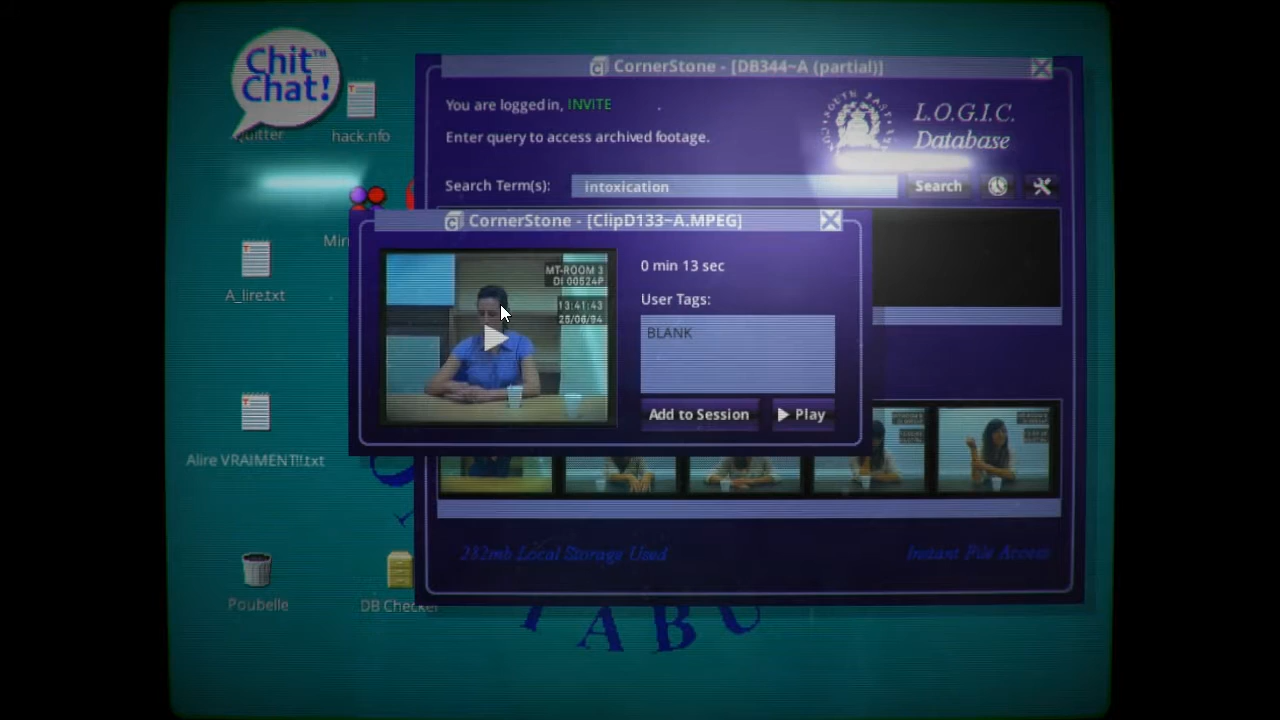 Chit
Chat!
TM
Quitter
hack.nfo
A_lire.txt
Alire VRAIMENT!!.txt
Poubelle
DB Checker
CornerStone - [DB344~A (partial)]
You are logged in, INVITE
Enter query to access archived footage.
L.O.G.I.C.
Database
Search Term(s):
intoxication
Search
CornerStone - [ClipD133~A.MPEG]
MT-ROOM 3
DI 00524P
13:41:43
25/06/94
0 min 13 sec
User Tags:
BLANK
Add to Session
Play
232mb Local Storage Used
Instant File Access